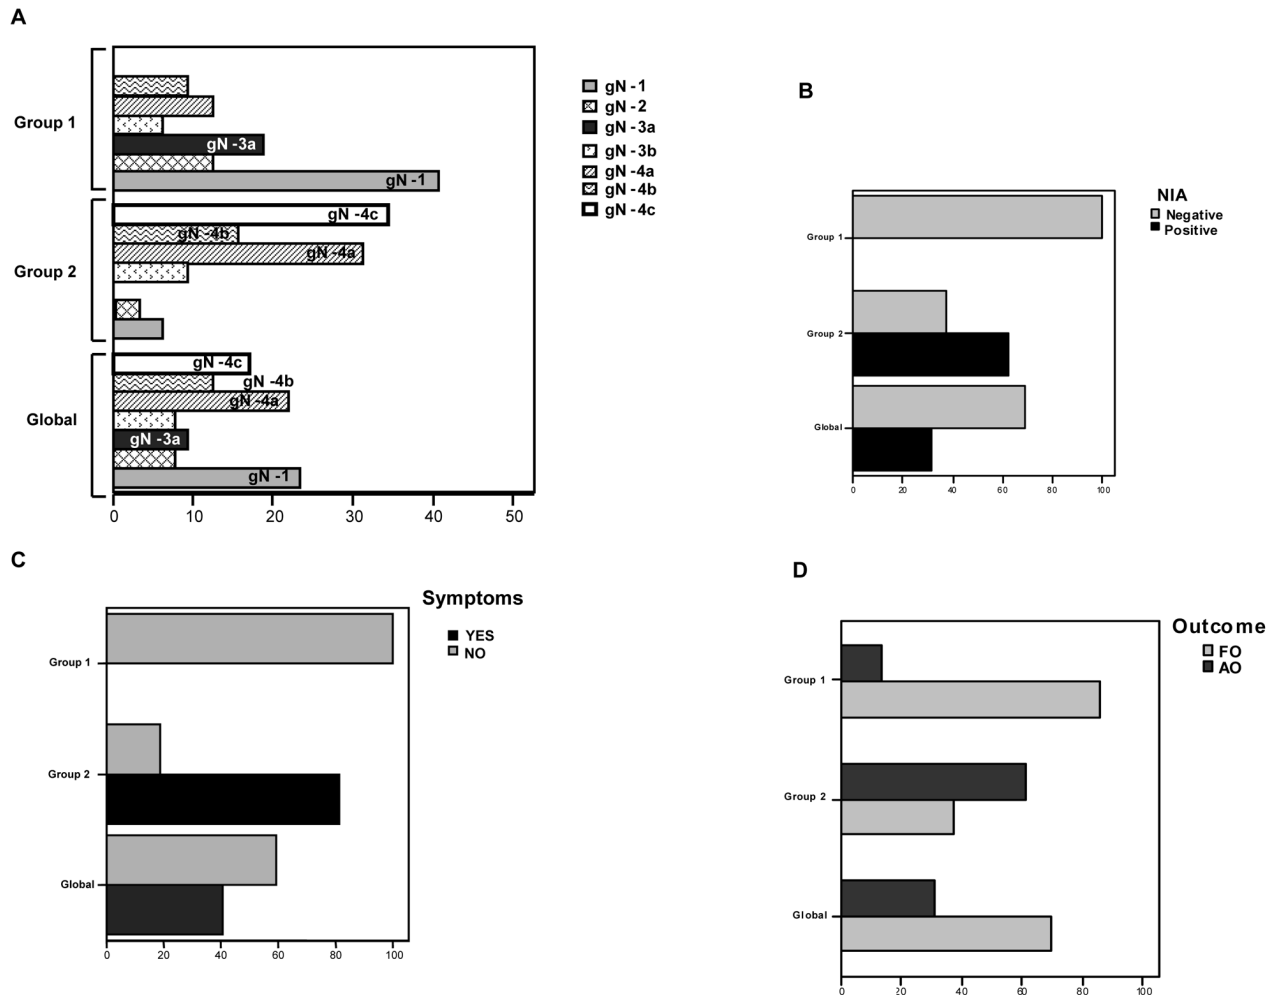 A
Group 1
gN -3a
gN -1
Group 2
gN -4c
gN -4b
gN -4a
Global
gN -4c
gN -4b
gN -4a
gN -3a
gN -1
0 10 20 30 40 50
gN -1
gN -2
gN -3a
gN -3b
gN -4a
gN -4b
gN -4c
B
NIA
Negative
Positive
Group 1
Group 2
Global
0 20 40 60 80 100
C
Symptoms
YES
NO
Group 1
Group 2
Global
0 20 40 60 80 100
D
Outcome
FO
AO
Group 1
Group 2
Global
0 20 40 60 80 100